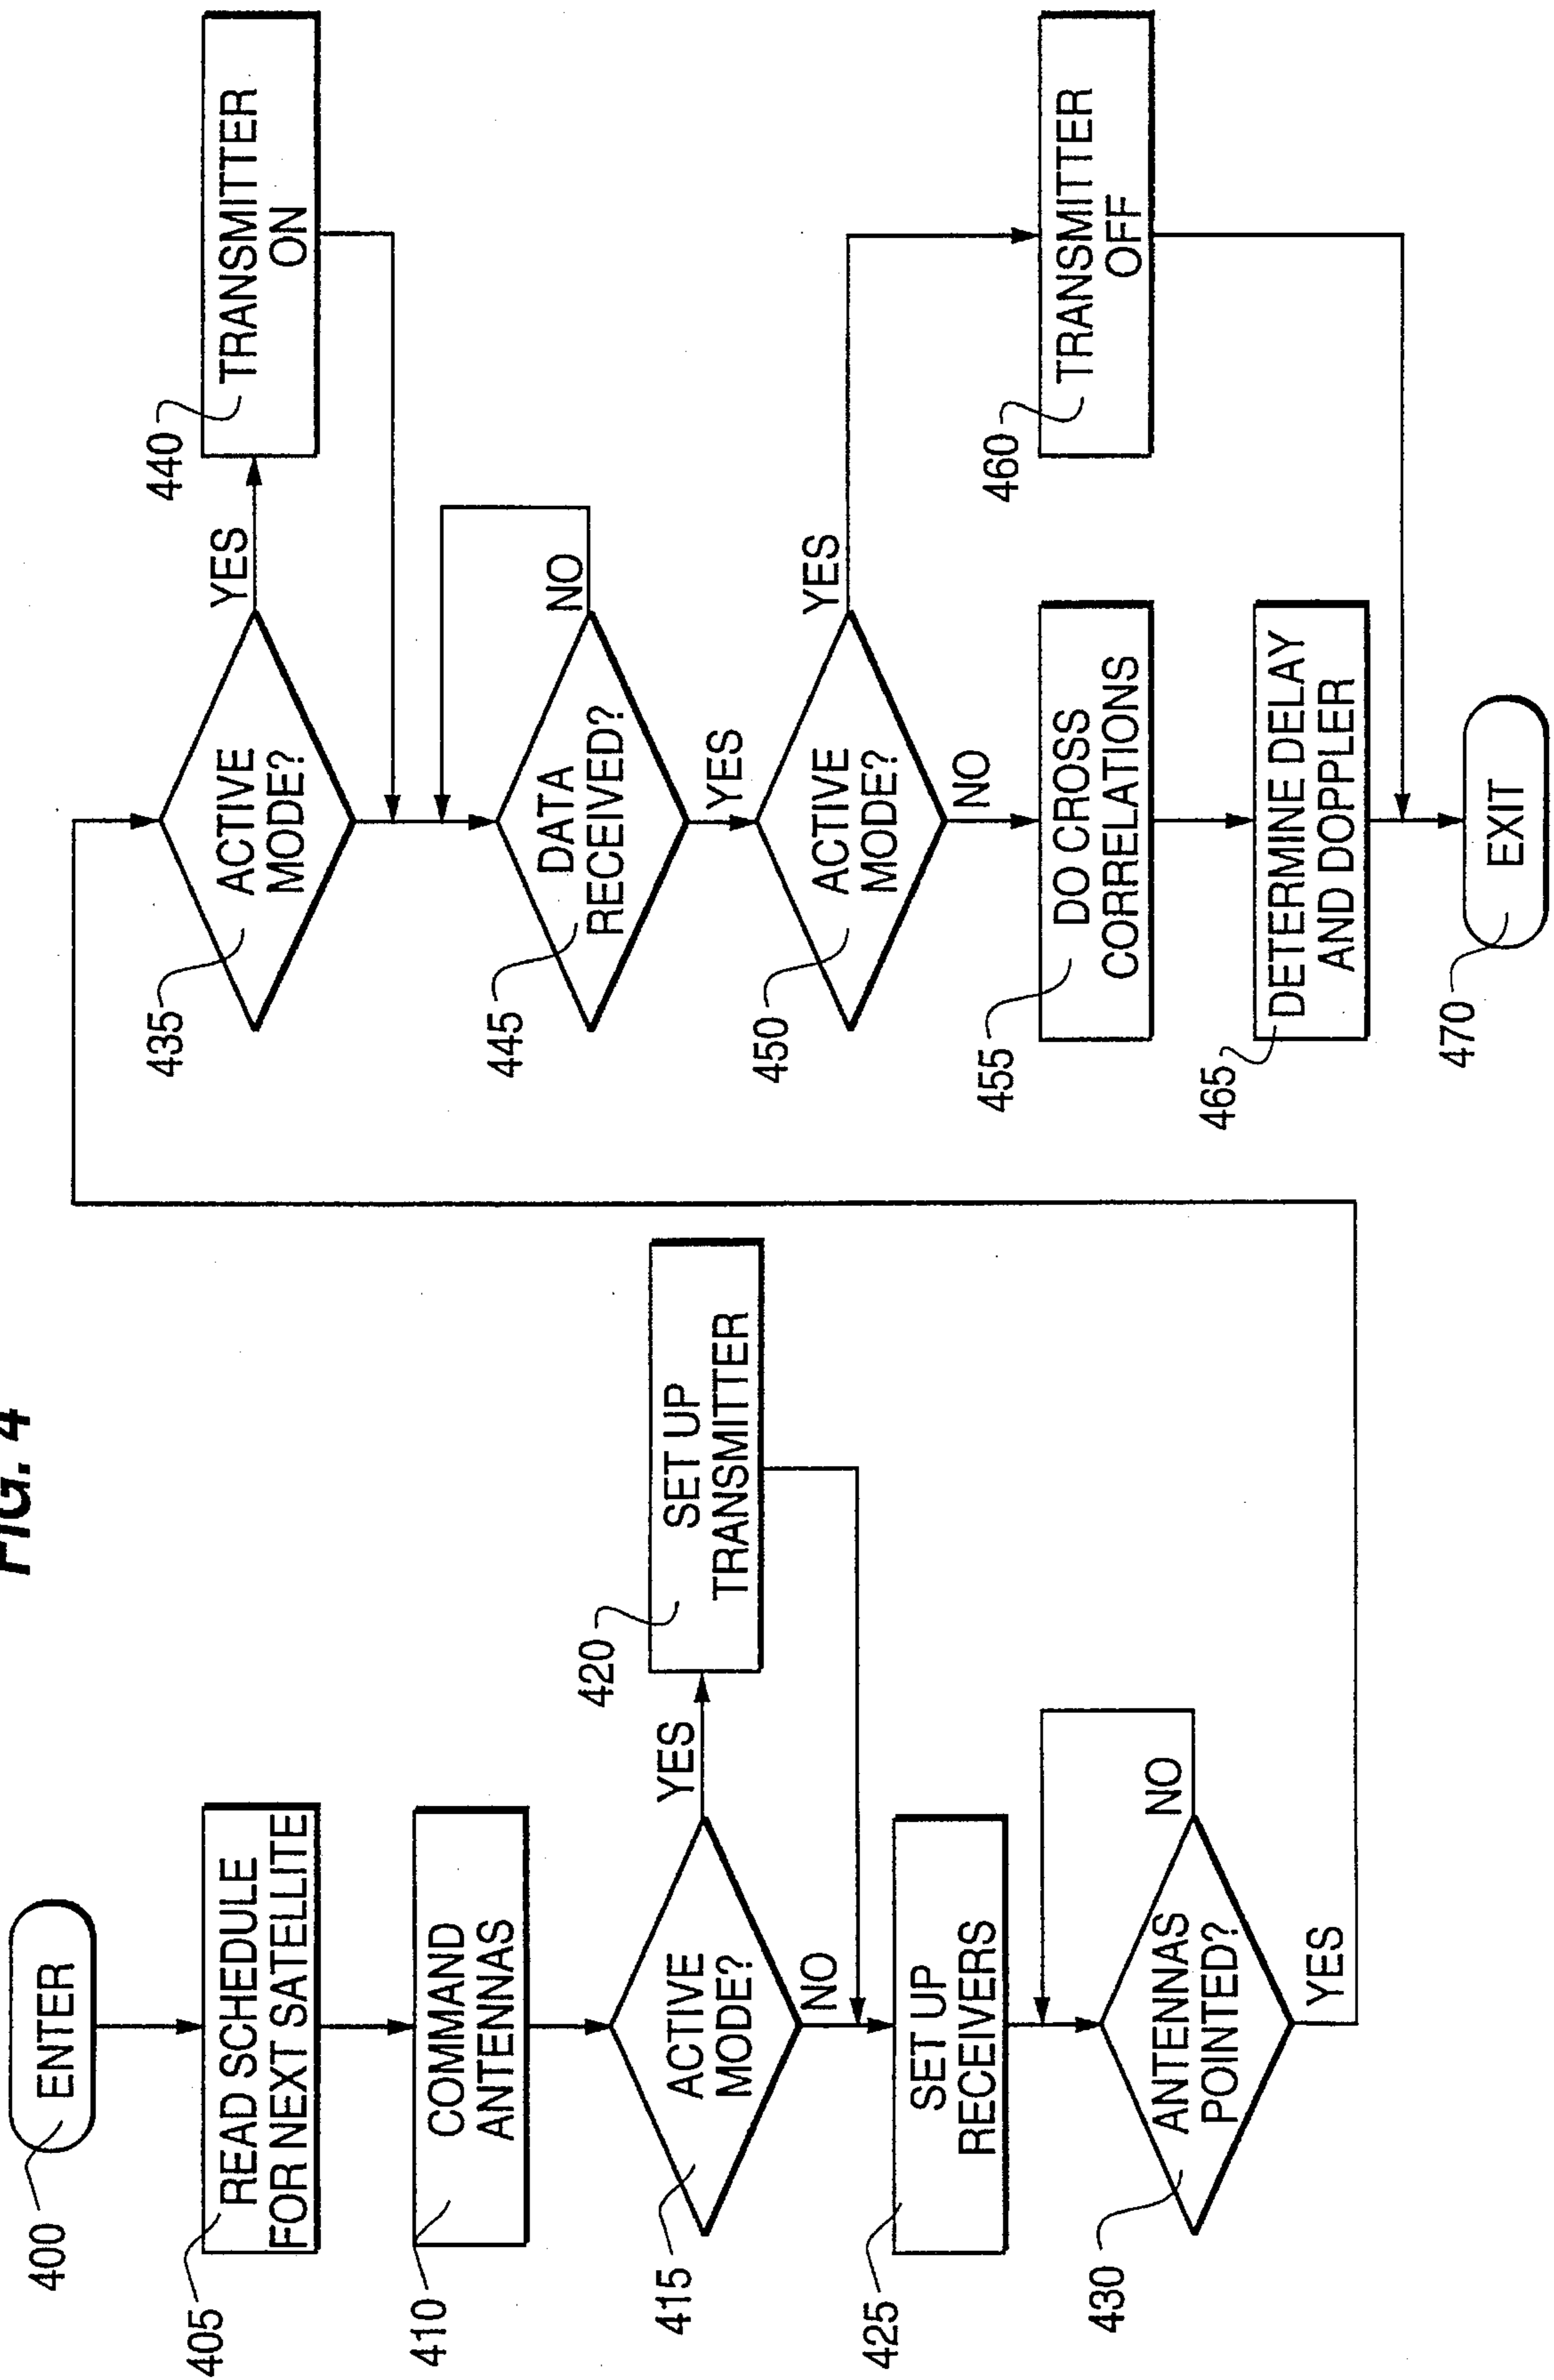 FIG. 4
400
ENTER
405
READ SCHEDULE
FOR NEXT SATELLITE
410
COMMAND
ANTENNAS
415
ACTIVE
MODE?
YES
NO
420
SET UP
TRANSMITTER
425
SET UP
RECEIVERS
430
ANTENNAS
POINTED?
NO
YES
435
ACTIVE
MODE?
YES
440
TRANSMITTER
ON
445
DATA
RECEIVED?
NO
YES
450
ACTIVE
MODE?
YES
NO
455
DO CROSS
CORRELATIONS
460
TRANSMITTER
OFF
465
DETERMINE DELAY
AND DOPPLER
470
EXIT